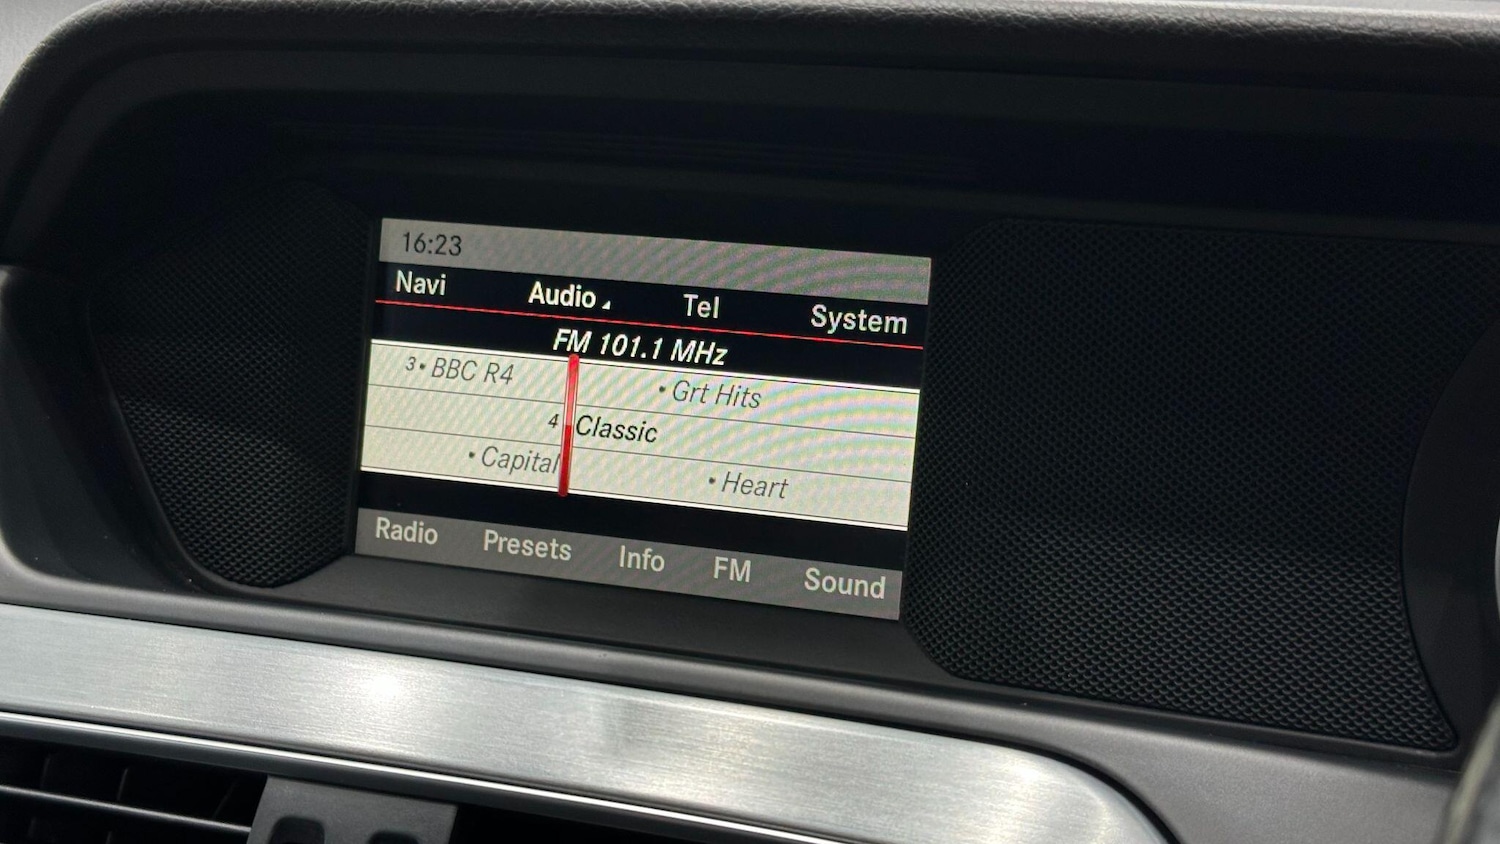 16:23
Navi Audio Tel System
FM 101.1 MHz
3• BBC R4 • Grt Hits
4 Classic
• Capital • Heart
Radio Presets Info FM Sound